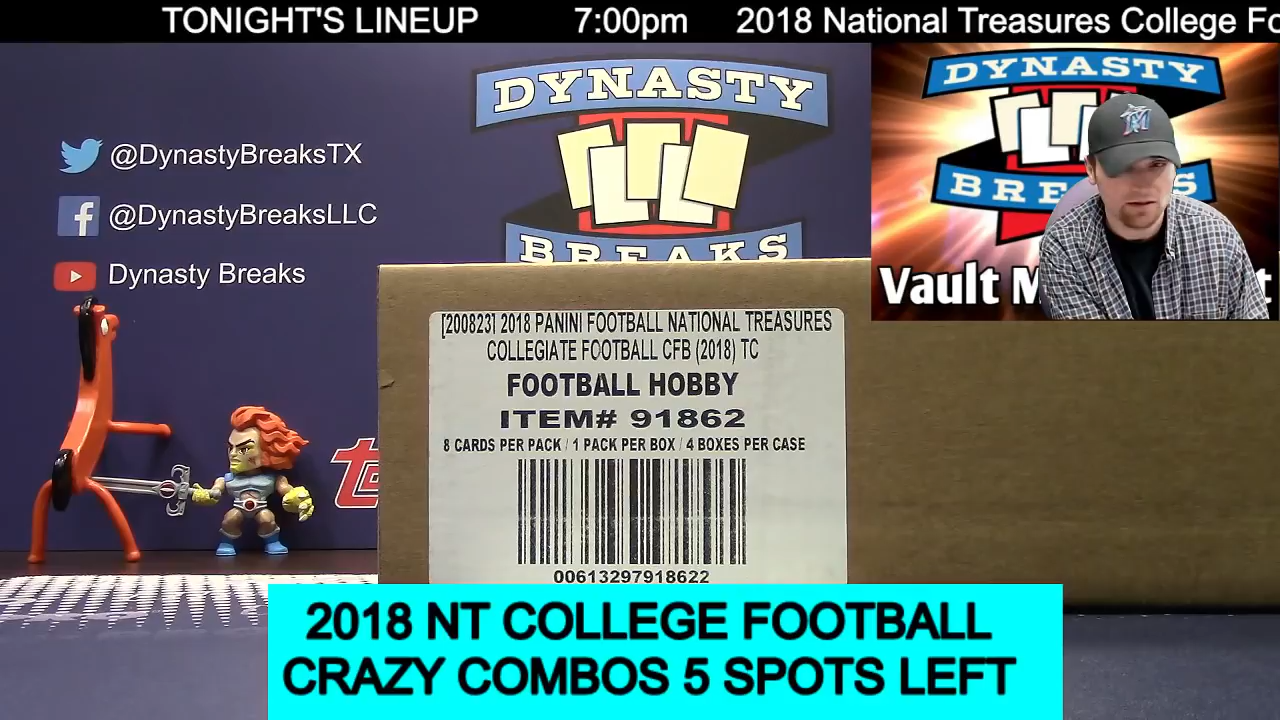 TONIGHT'S LINEUP 7:00pm 2018 National Treasures College Fo
DYNASTY
BREAKS
@DynastyBreaksTX
@DynastyBreaksLLC
Dynasty Breaks
DYNASTY
BRE S
M
Vault M t
[200823] 2018 PANINI FOOTBALL NATIONAL TREASURES
COLLEGIATE FOOTBALL CFB (2018) TC
FOOTBALL HOBBY
ITEM# 91862
8 CARDS PER PACK / 1 PACK PER BOX / 4 BOXES PER CASE
00613297918622
2018 NT COLLEGE FOOTBALL
CRAZY COMBOS 5 SPOTS LEFT